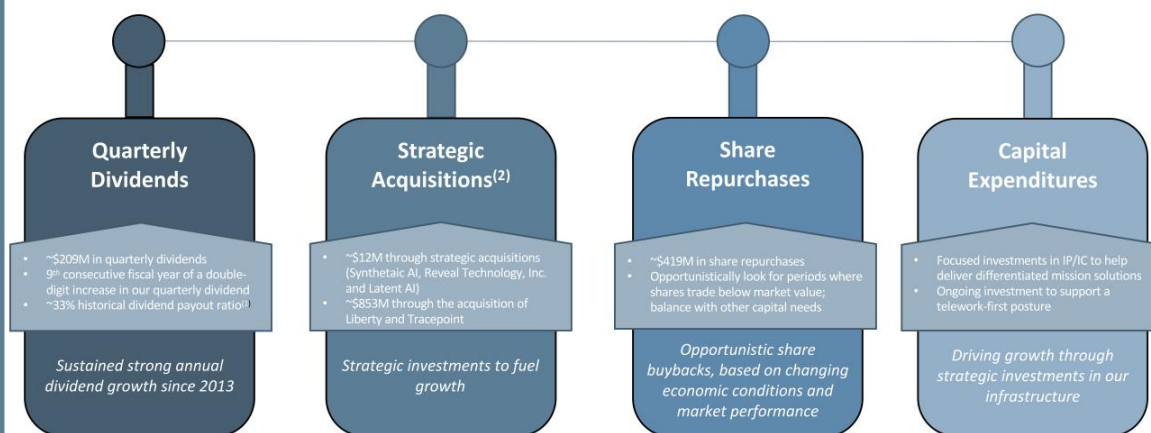 Quarterly
Dividends
• ~$209M in quarterly dividends
• 9th consecutive fiscal year of a double-
digit increase in our quarterly dividend
• ~33% historical dividend payout ratio(1)
Sustained strong annual
dividend growth since 2013
Strategic
Acquisitions(2)
• ~$12M through strategic acquisitions
(Synthetaic AI, Reveal Technology, Inc.
and Latent AI)
• ~$853M through the acquisition of
Liberty and Tracepoint
Strategic investments to fuel
growth
Share
Repurchases
• ~$419M in share repurchases
• Opportunistically look for periods where
shares trade below market value;
balance with other capital needs
Opportunistic share
buybacks, based on changing
economic conditions and
market performance
Capital
Expenditures
• Focused investments in IP/IC to help
deliver differentiated mission solutions
• Ongoing investment to support a
telework-first posture
Driving growth through
strategic investments in our
infrastructure